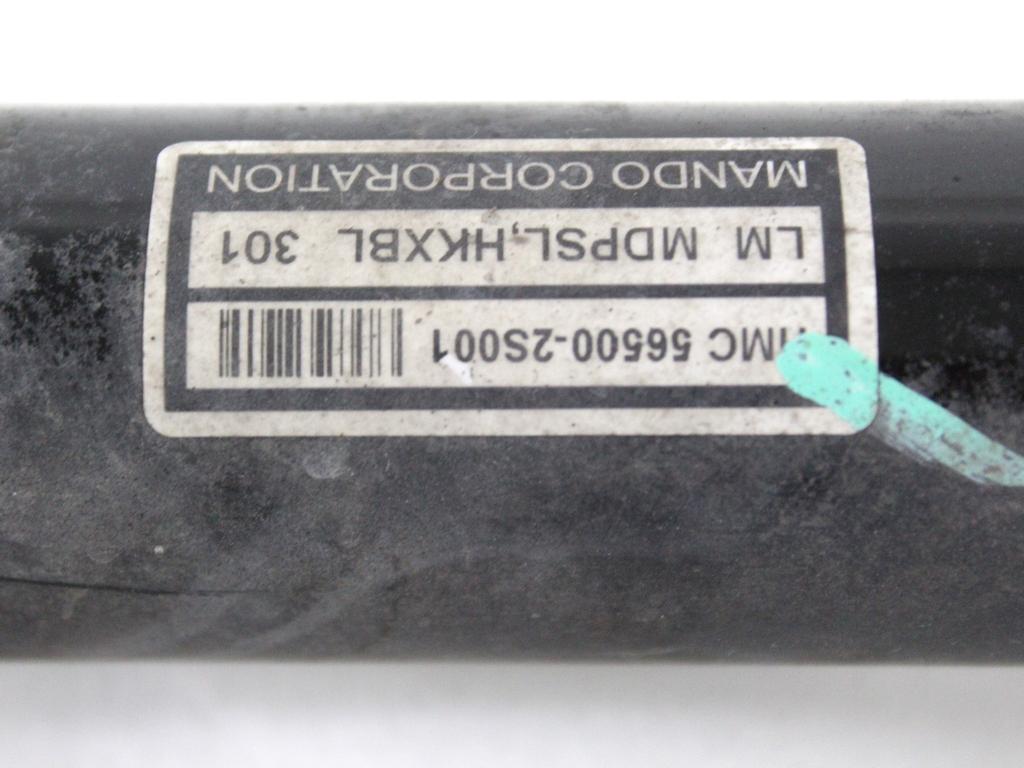 HMC 56500-2S001
LM MDPSL,HKXBL 301
MANDO CORPORATION